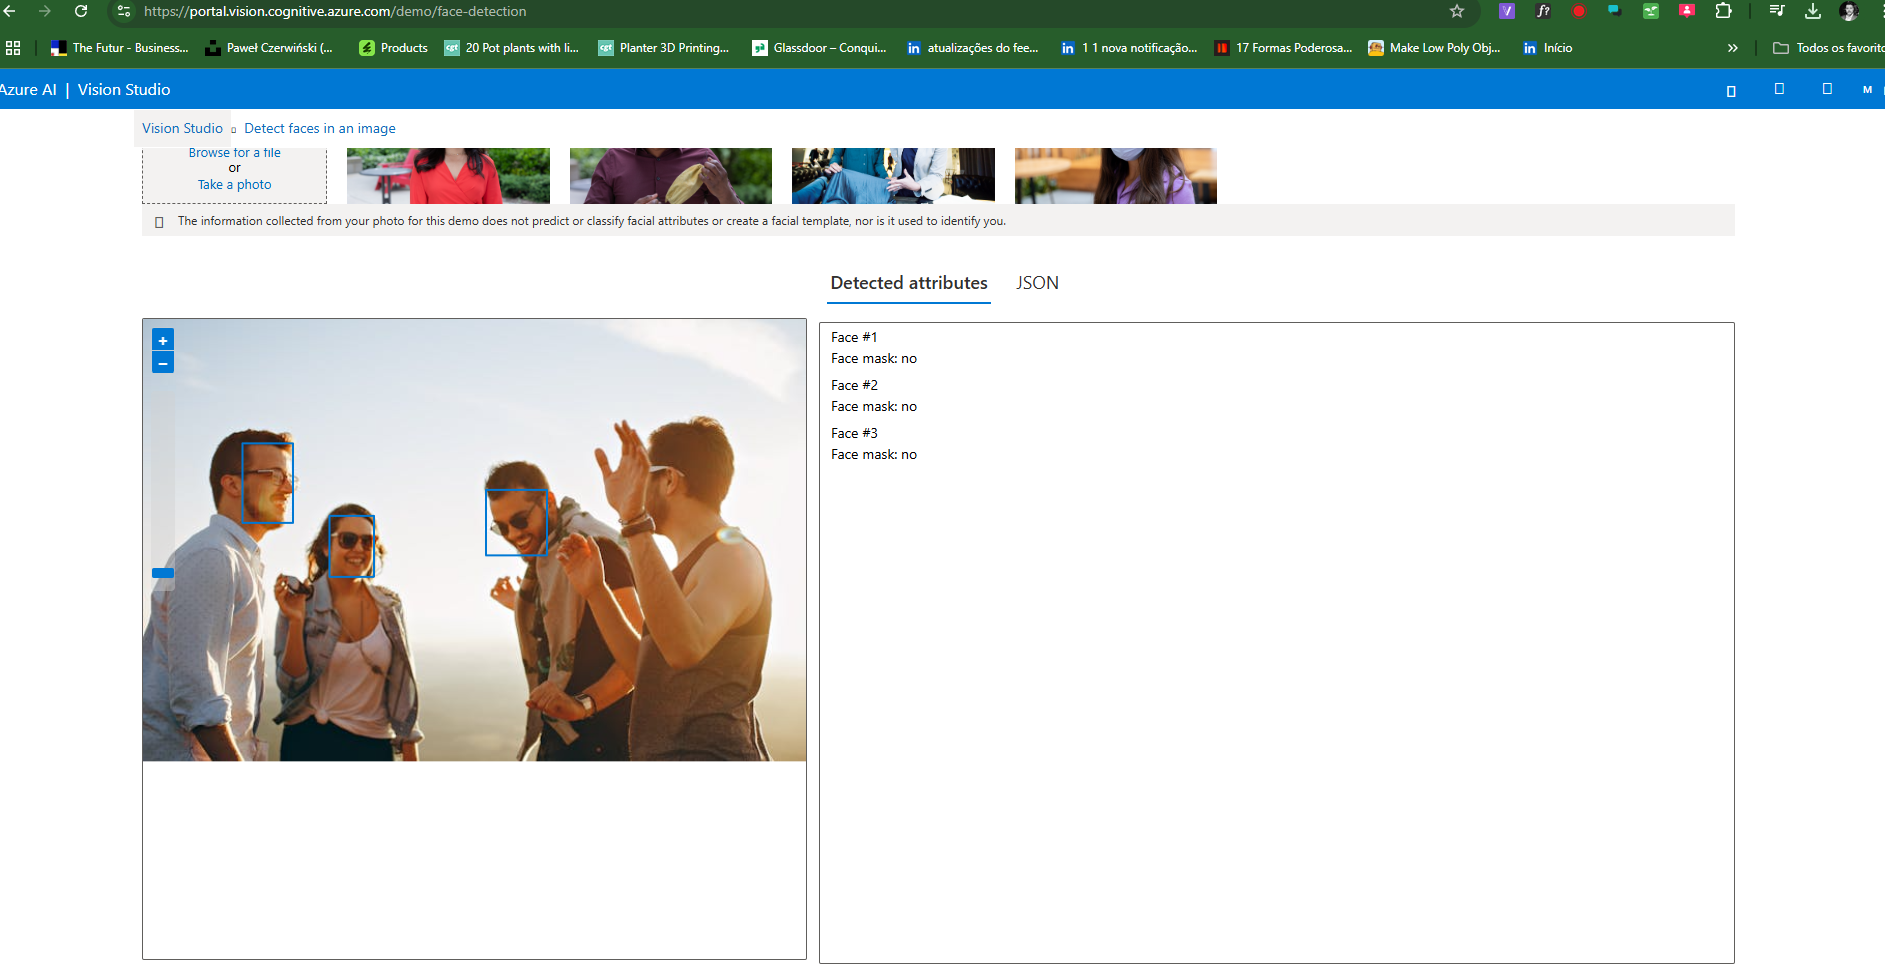 https://portal.vision.cognitive.azure.com/demo/face-detection
The Futur - Business... Paweł Czerwiński (... Products 20 Pot plants with li... Planter 3D Printing... Glassdoor – Conqui... atualizações do fee... 1 1 nova notificação... 17 Formas Poderosa... Make Low Poly Obj... Início » Todos os favorito
Azure AI | Vision Studio M
Vision Studio Detect faces in an image
Browse for a file
or
Take a photo
The information collected from your photo for this demo does not predict or classify facial attributes or create a facial template, nor is it used to identify you.
Detected attributes JSON
Face #1
Face mask: no
Face #2
Face mask: no
Face #3
Face mask: no